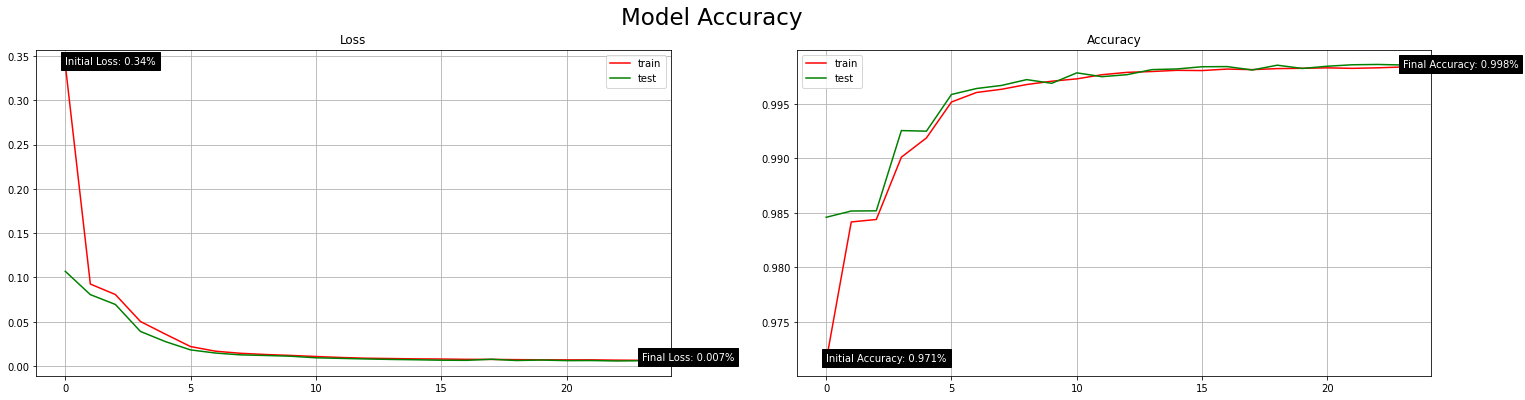 Model Accuracy
Loss
Initial Loss: 0.34%
train
test
0.35
0.30
0.25
0.20
0.15
0.10
0.05
0.00
Final Loss: 0.007%
0
5
10
15
20
Accuracy
train
test
Final Accuracy: 0.998%
0.995
0.990
0.985
0.980
0.975
Initial Accuracy: 0.971%
0
5
10
15
20